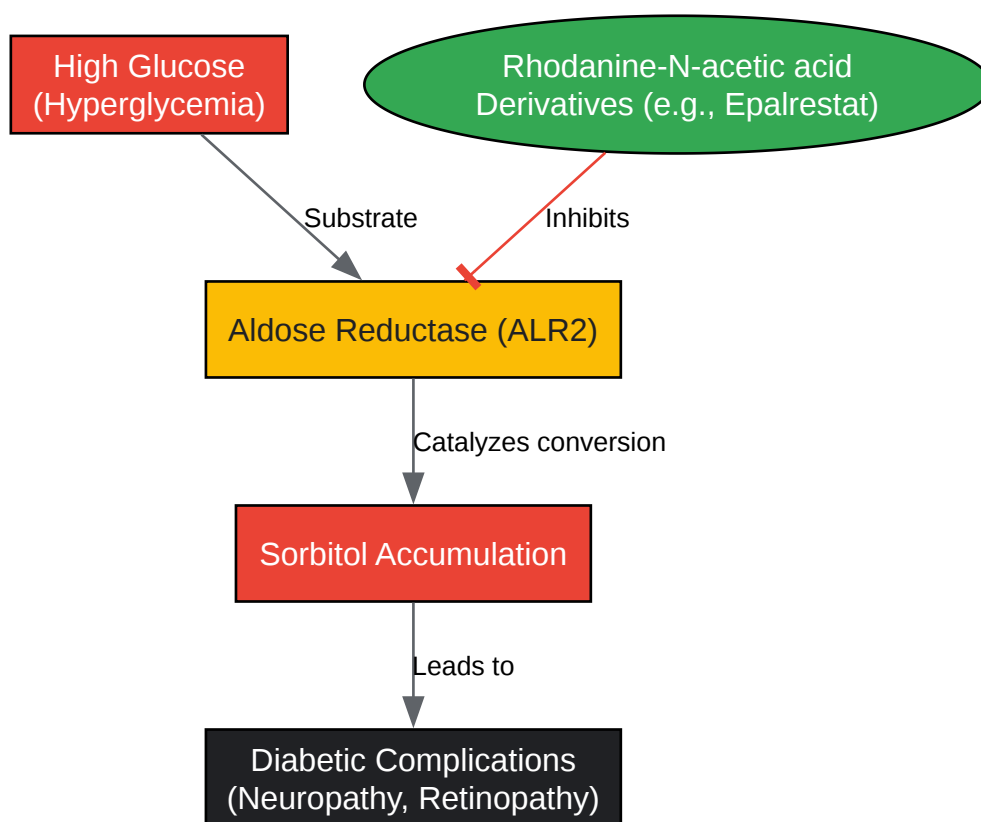 High Glucose
(Hyperglycemia)
Rhodanine-N-acetic acid
Derivatives (e.g., Epalrestat)
Substrate
Inhibits
Aldose Reductase (ALR2)
Catalyzes conversion
Sorbitol Accumulation
Leads to
Diabetic Complications
(Neuropathy, Retinopathy)